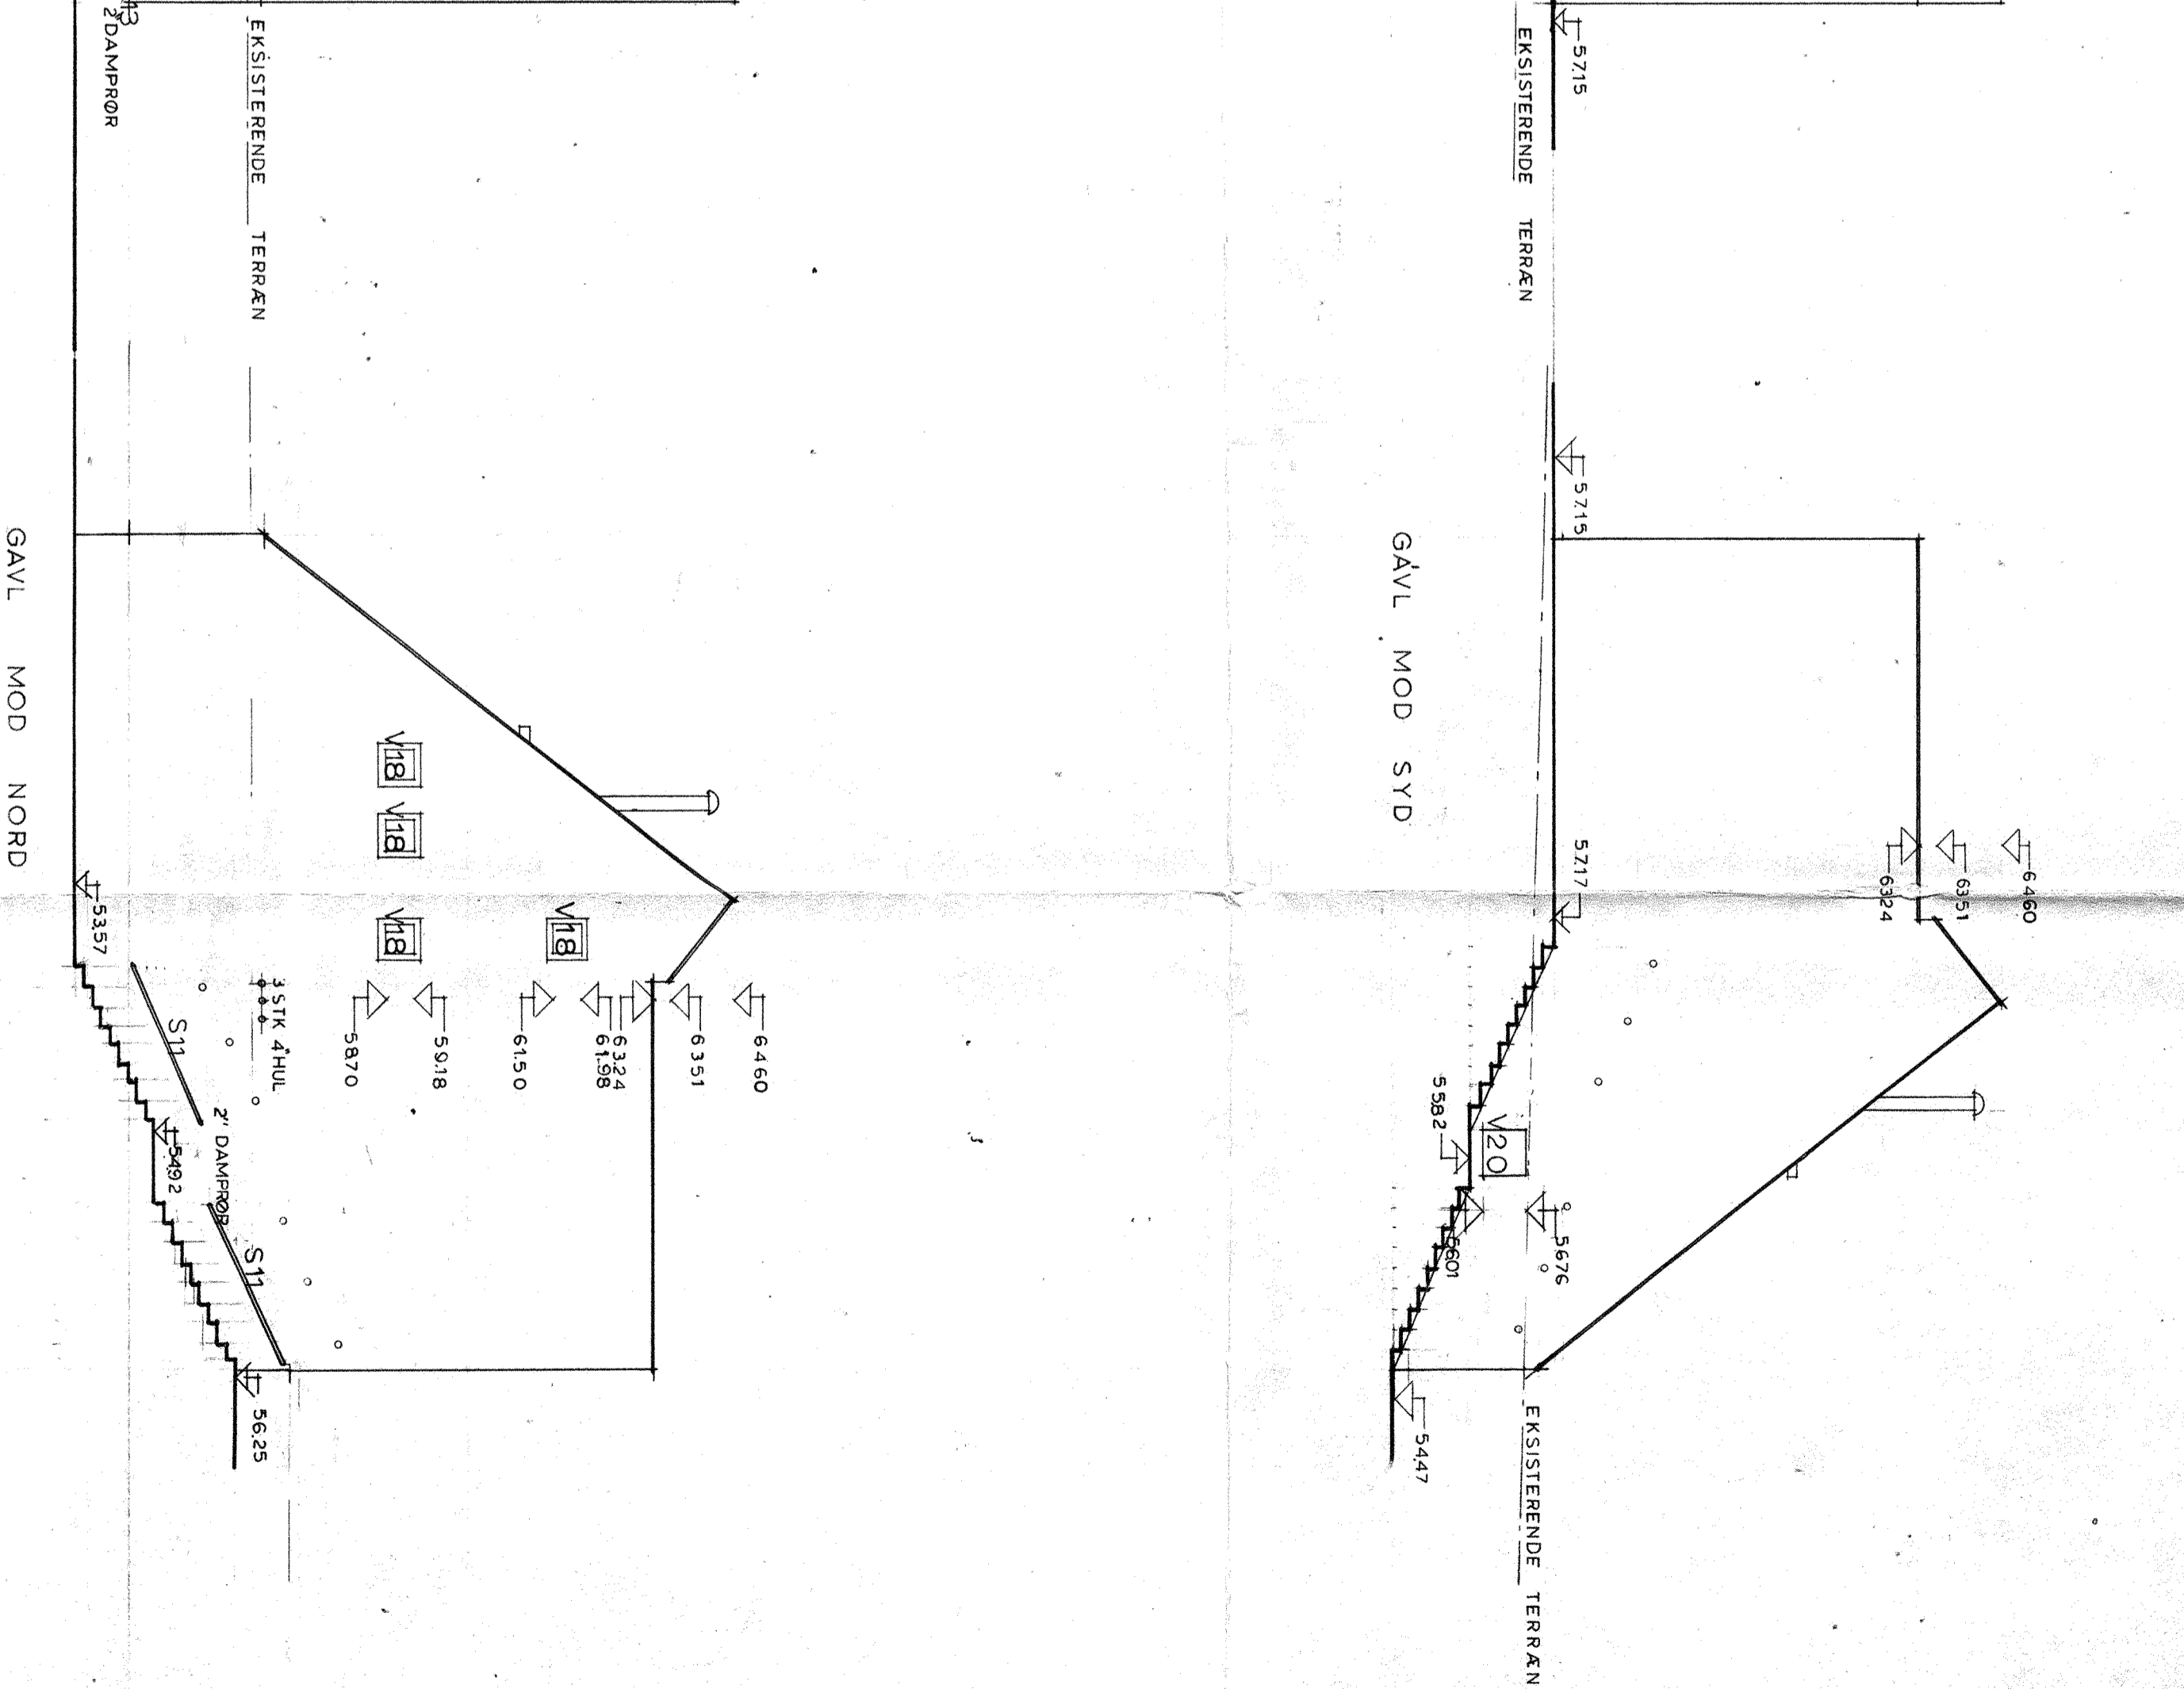 EKSISTERENDE TERRÆN
57.15
57.15
57.17
63.24
63.51
64.60
55.82
V20
56.01
56.76
54.47
EKSISTERENDE TERRÆN
GAVL MOD SYD
13
2" DAMPRØR
EKSISTERENDE TERRÆN
V18
V18
V18
V18
64.60
63.51
63.24
61.98
61.50
59.18
58.70
3 STK 4" HUL
53.57
S11
2" DAMPRØR
54.92
S11
56.25
GAVL MOD NORD